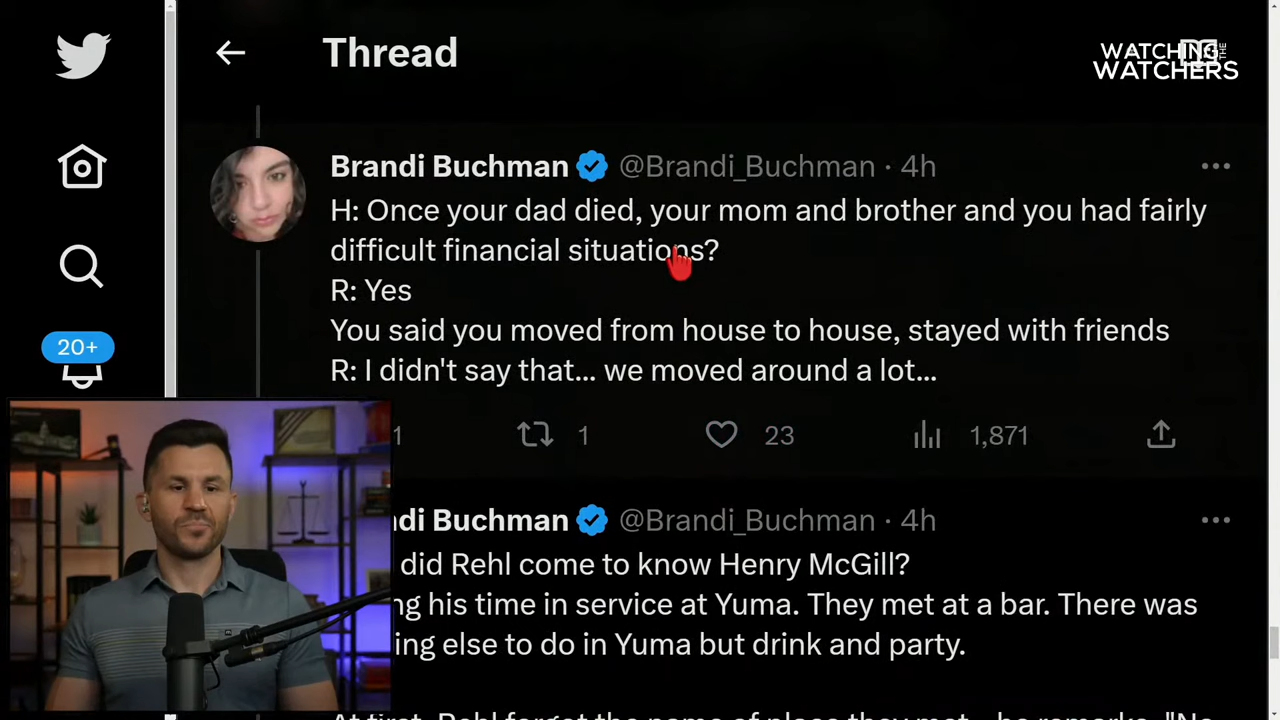 Thread
WATCHING THE
WATCHERS
Brandi Buchman @Brandi_Buchman · 4h
H: Once your dad died, your mom and brother and you had fairly
difficult financial situations?
R: Yes
You said you moved from house to house, stayed with friends
R: I didn't say that... we moved around a lot...
20+
1 1 23 1,871
di Buchman @Brandi_Buchman · 4h
did Rehl come to know Henry McGill?
ng his time in service at Yuma. They met at a bar. There was
ing else to do in Yuma but drink and party.